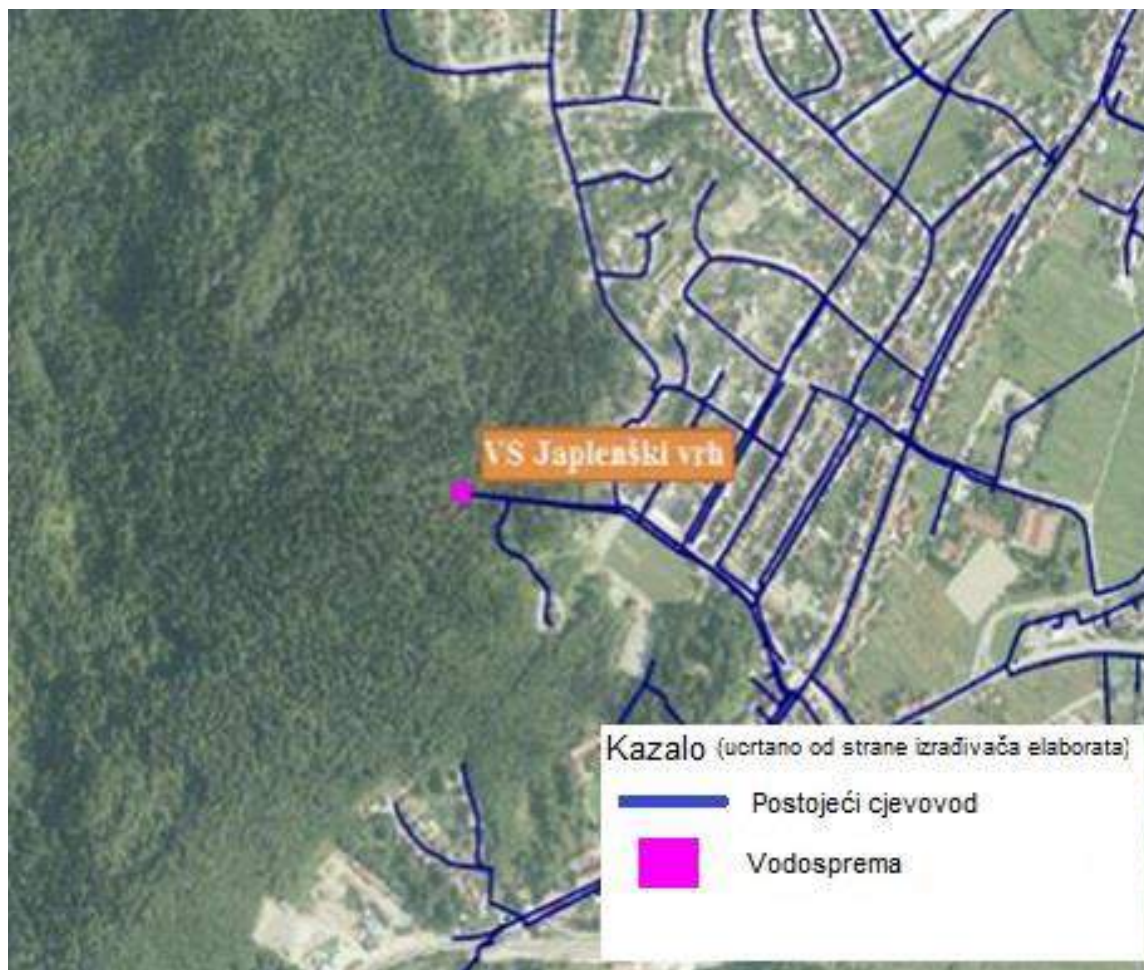 VS Japlenški vrh
Kazalo (ucrtano od strane izrađivača elaborata)
Postojeći cjevovod
Vodosprema